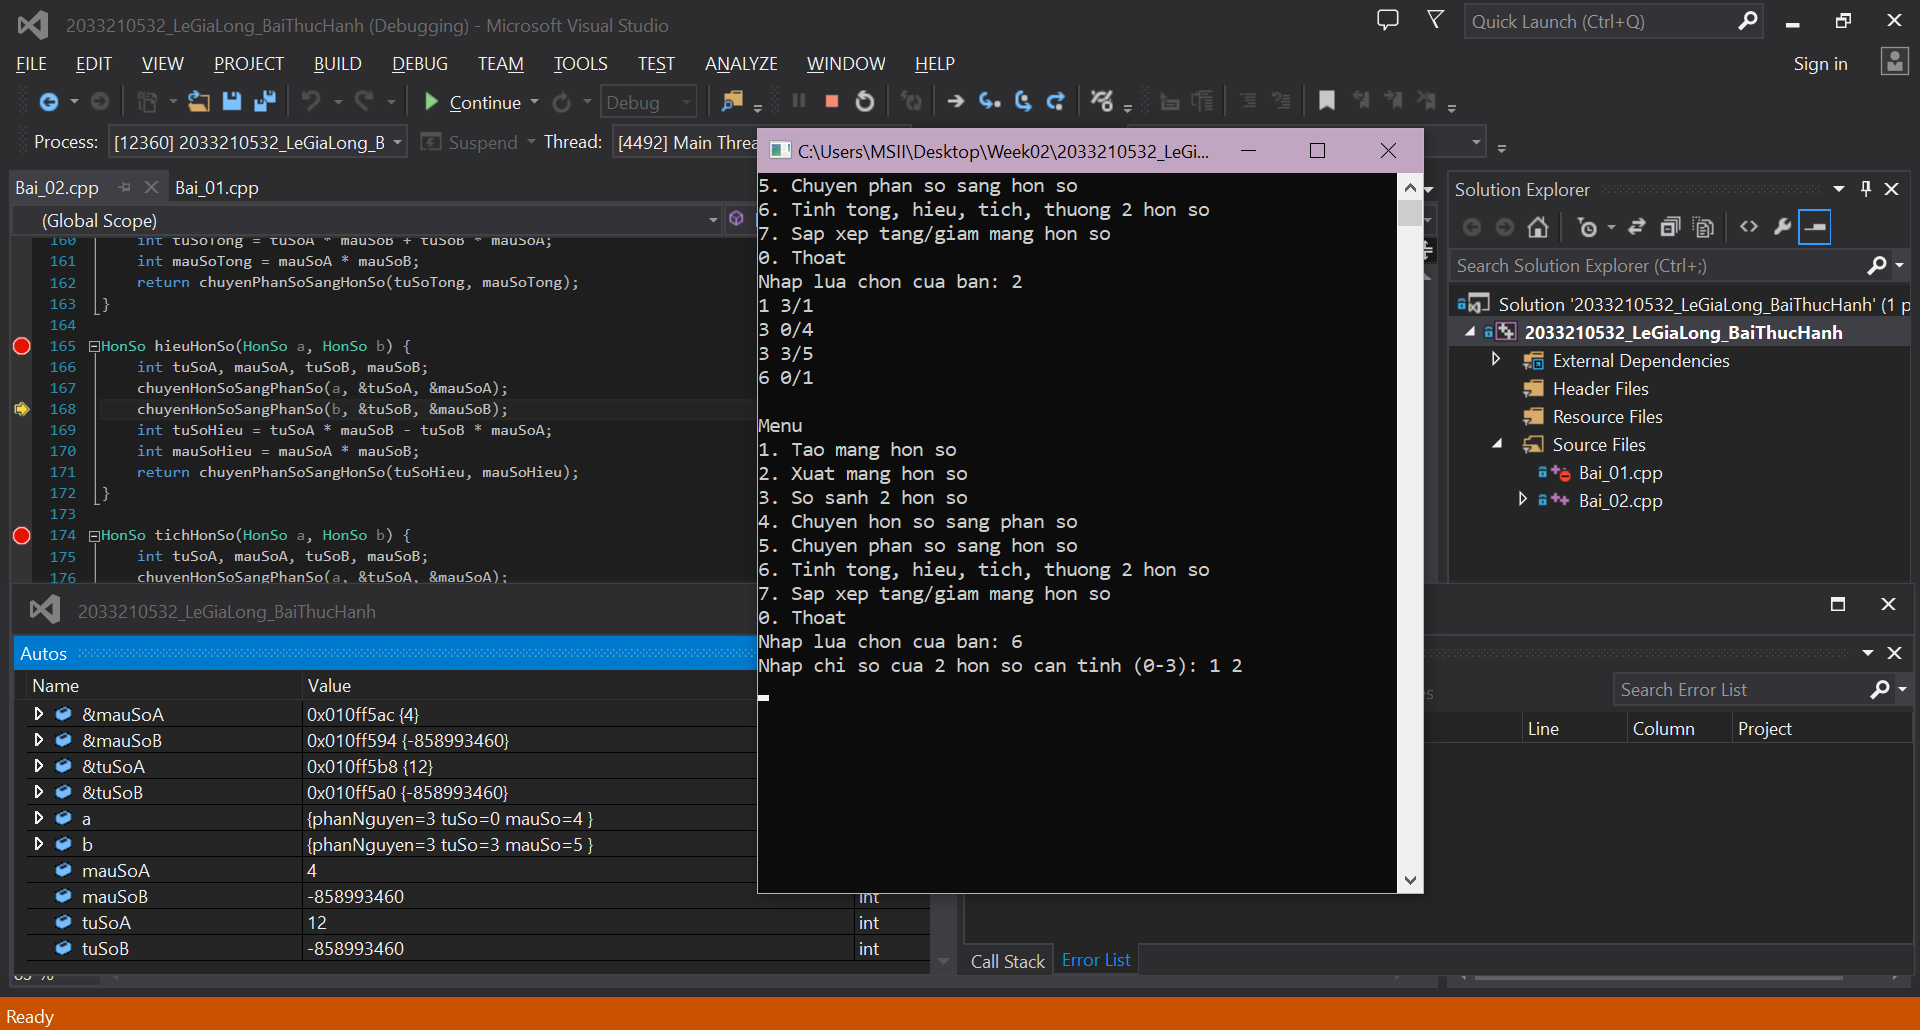 2033210532_LeGiaLong_BaiThucHanh (Debugging) - Microsoft Visual Studio
Quick Launch (Ctrl+Q)
FILE EDIT VIEW PROJECT BUILD DEBUG TEAM TOOLS TEST ANALYZE WINDOW HELP
Sign in
Continue
Debug
Process: [12360] 2033210532_LeGiaLong_B
Suspend
Thread: [4492] Main Threa
Bai_02.cpp
Bai_01.cpp
(Global Scope)
160 int tuSoTong = tuSoA * mauSoB + tuSoB * mauSoA;
161 int mauSoTong = mauSoA * mauSoB;
162 return chuyenPhanSoSangHonSo(tuSoTong, mauSoTong);
163 }
164
165 HonSo hieuHonSo(HonSo a, HonSo b) {
166 int tuSoA, mauSoA, tuSoB, mauSoB;
167 chuyenHonSoSangPhanSo(a, &tuSoA, &mauSoA);
168 chuyenHonSoSangPhanSo(b, &tuSoB, &mauSoB);
169 int tuSoHieu = tuSoA * mauSoB - tuSoB * mauSoA;
170 int mauSoHieu = mauSoA * mauSoB;
171 return chuyenPhanSoSangHonSo(tuSoHieu, mauSoHieu);
172 }
173
174 HonSo tichHonSo(HonSo a, HonSo b) {
175 int tuSoA, mauSoA, tuSoB, mauSoB;
176 chuyenHonSoSangPhanSo(a, &tuSoA, &mauSoA);
C:\Users\MSII\Desktop\Week02\2033210532_LeGi...
5. Chuyen phan so sang hon so
6. Tinh tong, hieu, tich, thuong 2 hon so
7. Sap xep tang/giam mang hon so
0. Thoat
Nhap lua chon cua ban: 2
1 3/1
3 0/4
3 3/5
6 0/1
Menu
1. Tao mang hon so
2. Xuat mang hon so
3. So sanh 2 hon so
4. Chuyen hon so sang phan so
5. Chuyen phan so sang hon so
6. Tinh tong, hieu, tich, thuong 2 hon so
7. Sap xep tang/giam mang hon so
0. Thoat
Nhap lua chon cua ban: 6
Nhap chi so cua 2 hon so can tinh (0-3): 1 2
Solution Explorer
Search Solution Explorer (Ctrl+;)
Solution '2033210532_LeGiaLong_BaiThucHanh' (1 p
2033210532_LeGiaLong_BaiThucHanh
External Dependencies
Header Files
Resource Files
Source Files
Bai_01.cpp
Bai_02.cpp
2033210532_LeGiaLong_BaiThucHanh
Autos
Name Value
&mauSoA 0x010ff5ac {4}
&mauSoB 0x010ff594 {-858993460}
&tuSoA 0x010ff5b8 {12}
&tuSoB 0x010ff5a0 {-858993460}
a {phanNguyen=3 tuSo=0 mauSo=4 }
b {phanNguyen=3 tuSo=3 mauSo=5 }
mauSoA 4
mauSoB -858993460 int
tuSoA 12 int
tuSoB -858993460 int
Search Error List
Line Column Project
Call Stack Error List
Ready